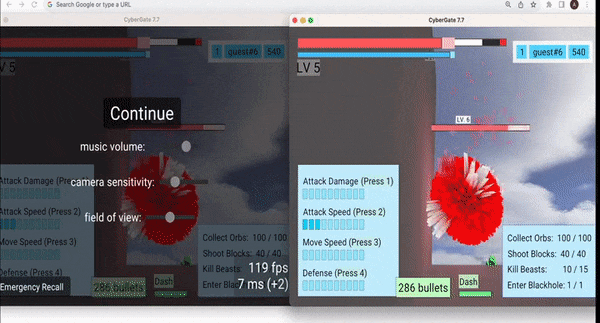 Search Google or type a URL
CyberGate 7.7
1 guest#6 540
LV 5
Continue
music volume:
camera sensitivity:
field of view:
Attack Damage (Pres
Attack Speed (Press 2)
Move Speed (Press 3)
Defense (Press 4)
Emergency Recall
Collect Orbs: 100 / 100
Shoot Blocks: 40 / 40
Kill Beasts:
Enter Blackhole:
119 fps
7 ms (+2)
286 bullets
Dash
CyberGate 7.7
1 guest#6 540
LV 5
LV. 6
Attack Damage (Press 1)
Attack Speed (Press 2)
Move Speed (Press 3)
Defense (Press 4)
286 bullets
Dash
Collect Orbs: 100 / 100
Shoot Blocks: 40 / 40
Kill Beasts: 10 / 15
Enter Blackhole: 1 / 1